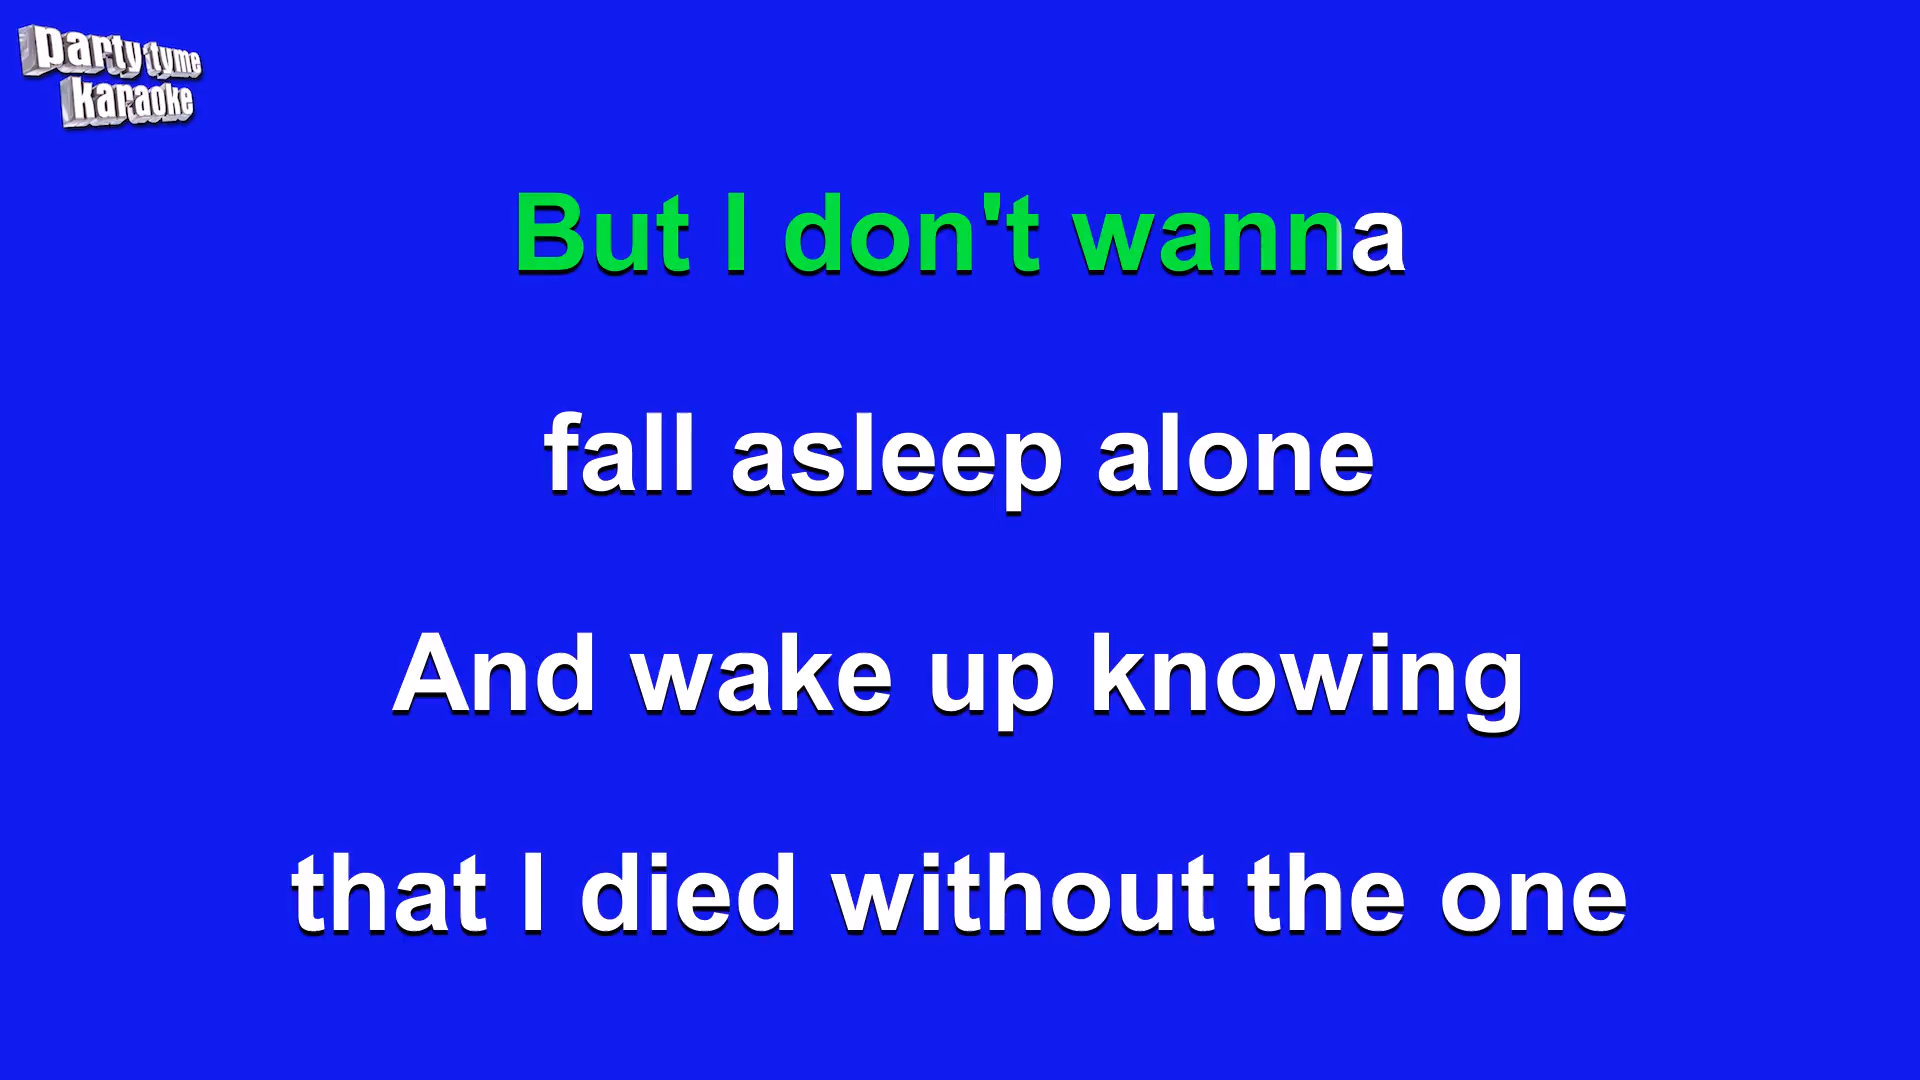 party tyme
karaoke
But I don't wanna
fall asleep alone
And wake up knowing
that I died without the one